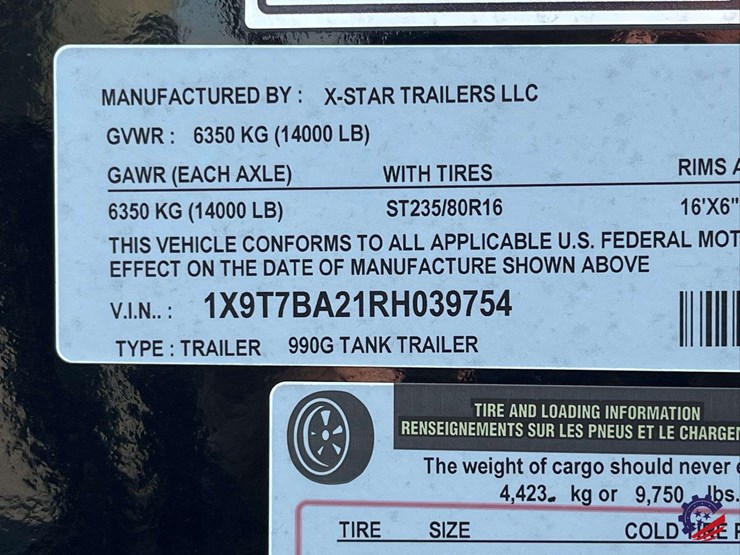 MANUFACTURED BY : X-STAR TRAILERS LLC
GVWR : 6350 KG (14000 LB)
GAWR (EACH AXLE) WITH TIRES RIMS
6350 KG (14000 LB) ST235/80R16 16'X6"
THIS VEHICLE CONFORMS TO ALL APPLICABLE U.S. FEDERAL MOT
EFFECT ON THE DATE OF MANUFACTURE SHOWN ABOVE
V.I.N.. : 1X9T7BA21RH039754
TYPE : TRAILER 990G TANK TRAILER
TIRE AND LOADING INFORMATION
RENSEIGNEMENTS SUR LES PNEUS ET LE CHARGEM
The weight of cargo should never
4,423 kg or 9,750 lbs.
TIRE SIZE COLD